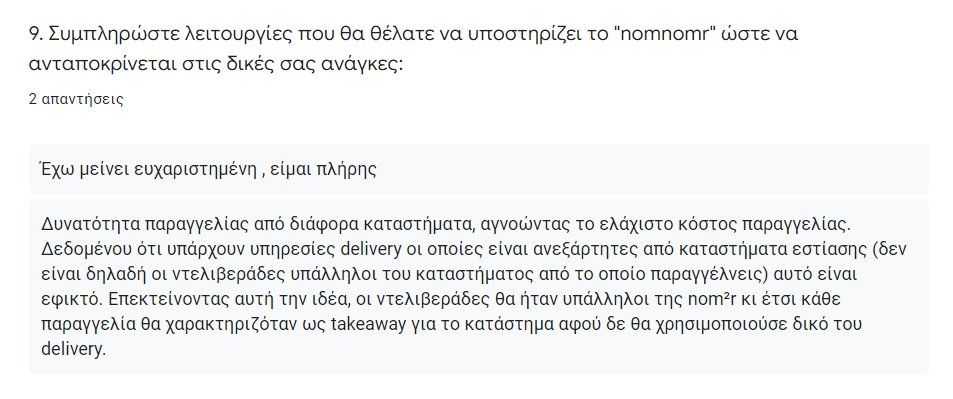 9. Συμπληρώστε λειτουργίες που θα θέλατε να υποστηρίζει το "nomnomr" ώστε να
ανταποκρίνεται στις δικές σας ανάγκες:
2 απαντήσεις
Έχω μείνει ευχαριστημένη , είμαι πλήρης
Δυνατότητα παραγγελίας από διάφορα καταστήματα, αγνοώντας το ελάχιστο κόστος παραγγελίας.
Δεδομένου ότι υπάρχουν υπηρεσίες delivery οι οποίες είναι ανεξάρτητες από καταστήματα εστίασης (δεν
είναι δηλαδή οι ντελιβεράδες υπάλληλοι του καταστήματος από το οποίο παραγγέλνεις) αυτό είναι
εφικτό. Επεκτείνοντας αυτή την ιδέα, οι ντελιβεράδες θα ήταν υπάλληλοι της nom²r κι έτσι κάθε
παραγγελία θα χαρακτηριζόταν ως takeaway για το κατάστημα αφού δε θα χρησιμοποιούσε δικό του
delivery.